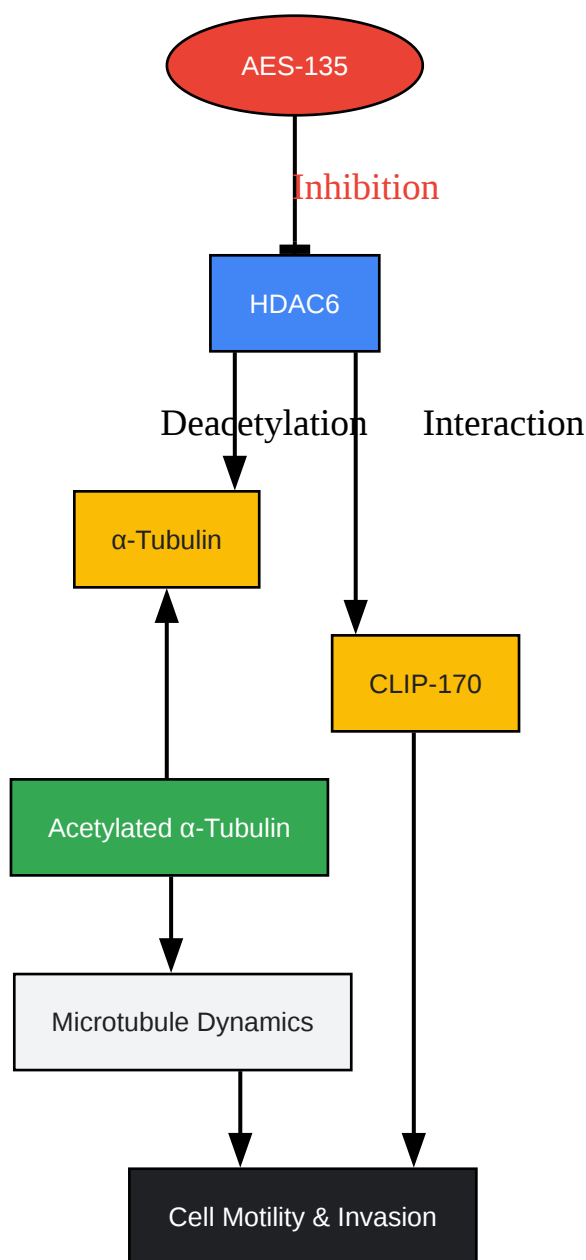 AES-135
Inhibition
HDAC6
Deacetylation
Interaction
α-Tubulin
CLIP-170
Acetylated α-Tubulin
Microtubule Dynamics
Cell Motility & Invasion